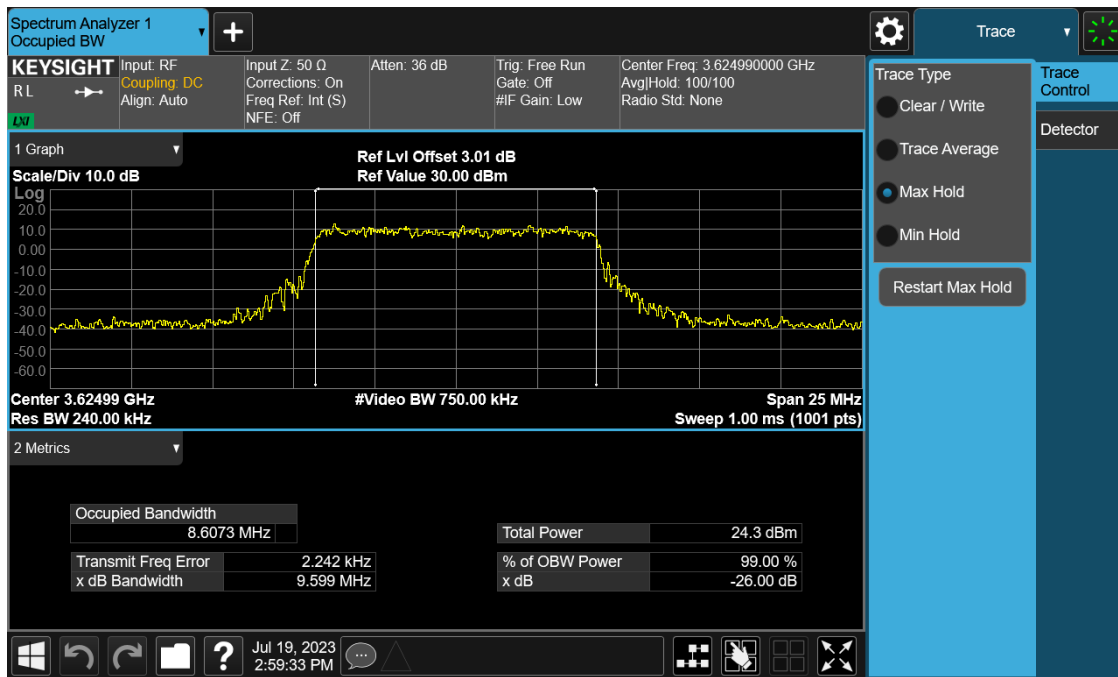 Spectrum Analyzer 1
Occupied BW
Trace
KEYSIGHT
R L
LXI
Input: RF
Coupling: DC
Align: Auto
Input Z: 50 Ω
Corrections: On
Freq Ref: Int (S)
NFE: Off
Atten: 36 dB
Trig: Free Run
Gate: Off
#IF Gain: Low
Center Freq: 3.624990000 GHz
Avg|Hold: 100/100
Radio Std: None
Trace Type
Clear / Write
Trace Average
Max Hold
Min Hold
Restart Max Hold
Trace
Control
Detector
1 Graph
Scale/Div 10.0 dB
Ref Lvl Offset 3.01 dB
Ref Value 30.00 dBm
Log
20.0
10.0
0.00
-10.0
-20.0
-30.0
-40.0
-50.0
-60.0
Center 3.62499 GHz
#Video BW 750.00 kHz
Span 25 MHz
Res BW 240.00 kHz
Sweep 1.00 ms (1001 pts)
2 Metrics
Occupied Bandwidth
8.6073 MHz
Total Power 24.3 dBm
Transmit Freq Error 2.242 kHz
% of OBW Power 99.00 %
x dB Bandwidth 9.599 MHz
x dB -26.00 dB
?
Jul 19, 2023
2:59:33 PM